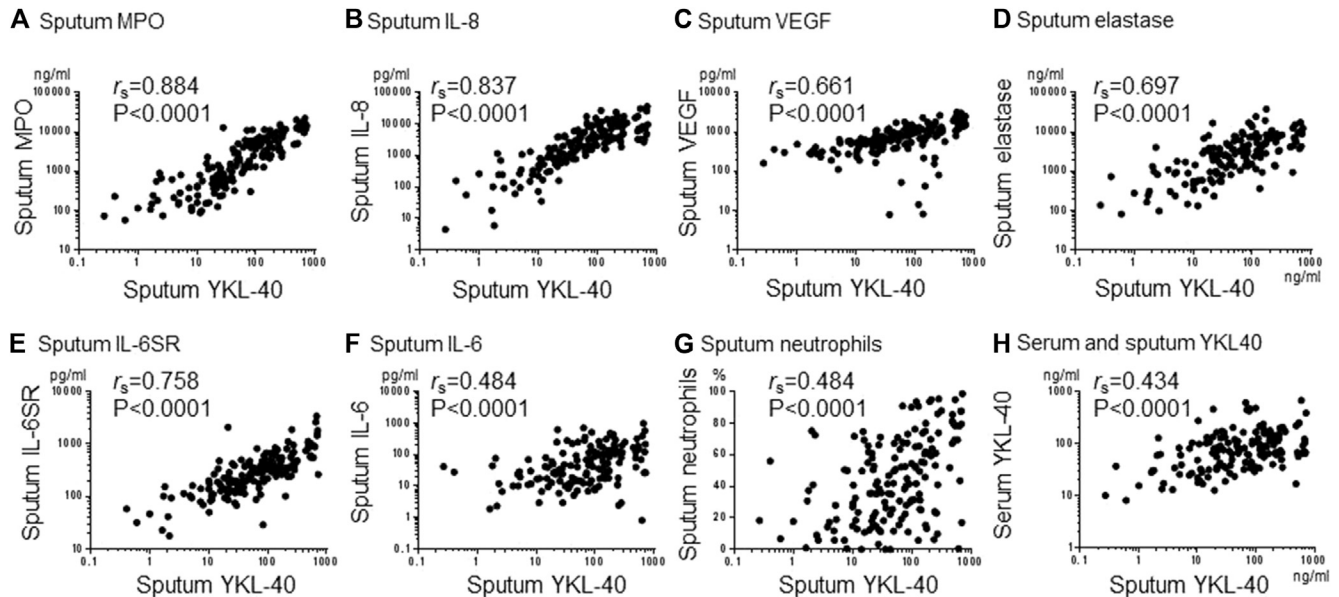 A Sputum MPO
ng/ml
rs=0.884
P<0.0001
100000
10000
1000
100
10
Sputum MPO
0.1 1 10 100 1000
Sputum YKL-40
B Sputum IL-8
pg/ml
rs=0.837
P<0.0001
100000
10000
1000
100
10
1
Sputum IL-8
0.1 1 10 100 1000
Sputum YKL-40
C Sputum VEGF
pg/ml
rs=0.661
P<0.0001
10000
1000
100
10
1
Sputum VEGF
0.1 1 10 100 1000
Sputum YKL-40
D Sputum elastase
ng/ml
rs=0.697
P<0.0001
100000
10000
1000
100
10
Sputum elastase
0.1 1 10 100 1000
ng/ml
Sputum YKL-40
E Sputum IL-6SR
pg/ml
rs=0.758
P<0.0001
10000
1000
100
10
Sputum IL-6SR
0.1 1 10 100 1000
Sputum YKL-40
F Sputum IL-6
pg/ml
rs=0.484
P<0.0001
10000
1000
100
10
1
0.1
Sputum IL-6
0.1 1 10 100 1000
Sputum YKL-40
G Sputum neutrophils
%
rs=0.484
P<0.0001
100
80
60
40
20
0
Sputum neutrophils
0.1 1 10 100 1000
Sputum YKL-40
H Serum and sputum YKL40
ng/ml
rs=0.434
P<0.0001
1000
100
10
1
Serum YKL-40
0.1 1 10 100 1000
ng/ml
Sputum YKL-40